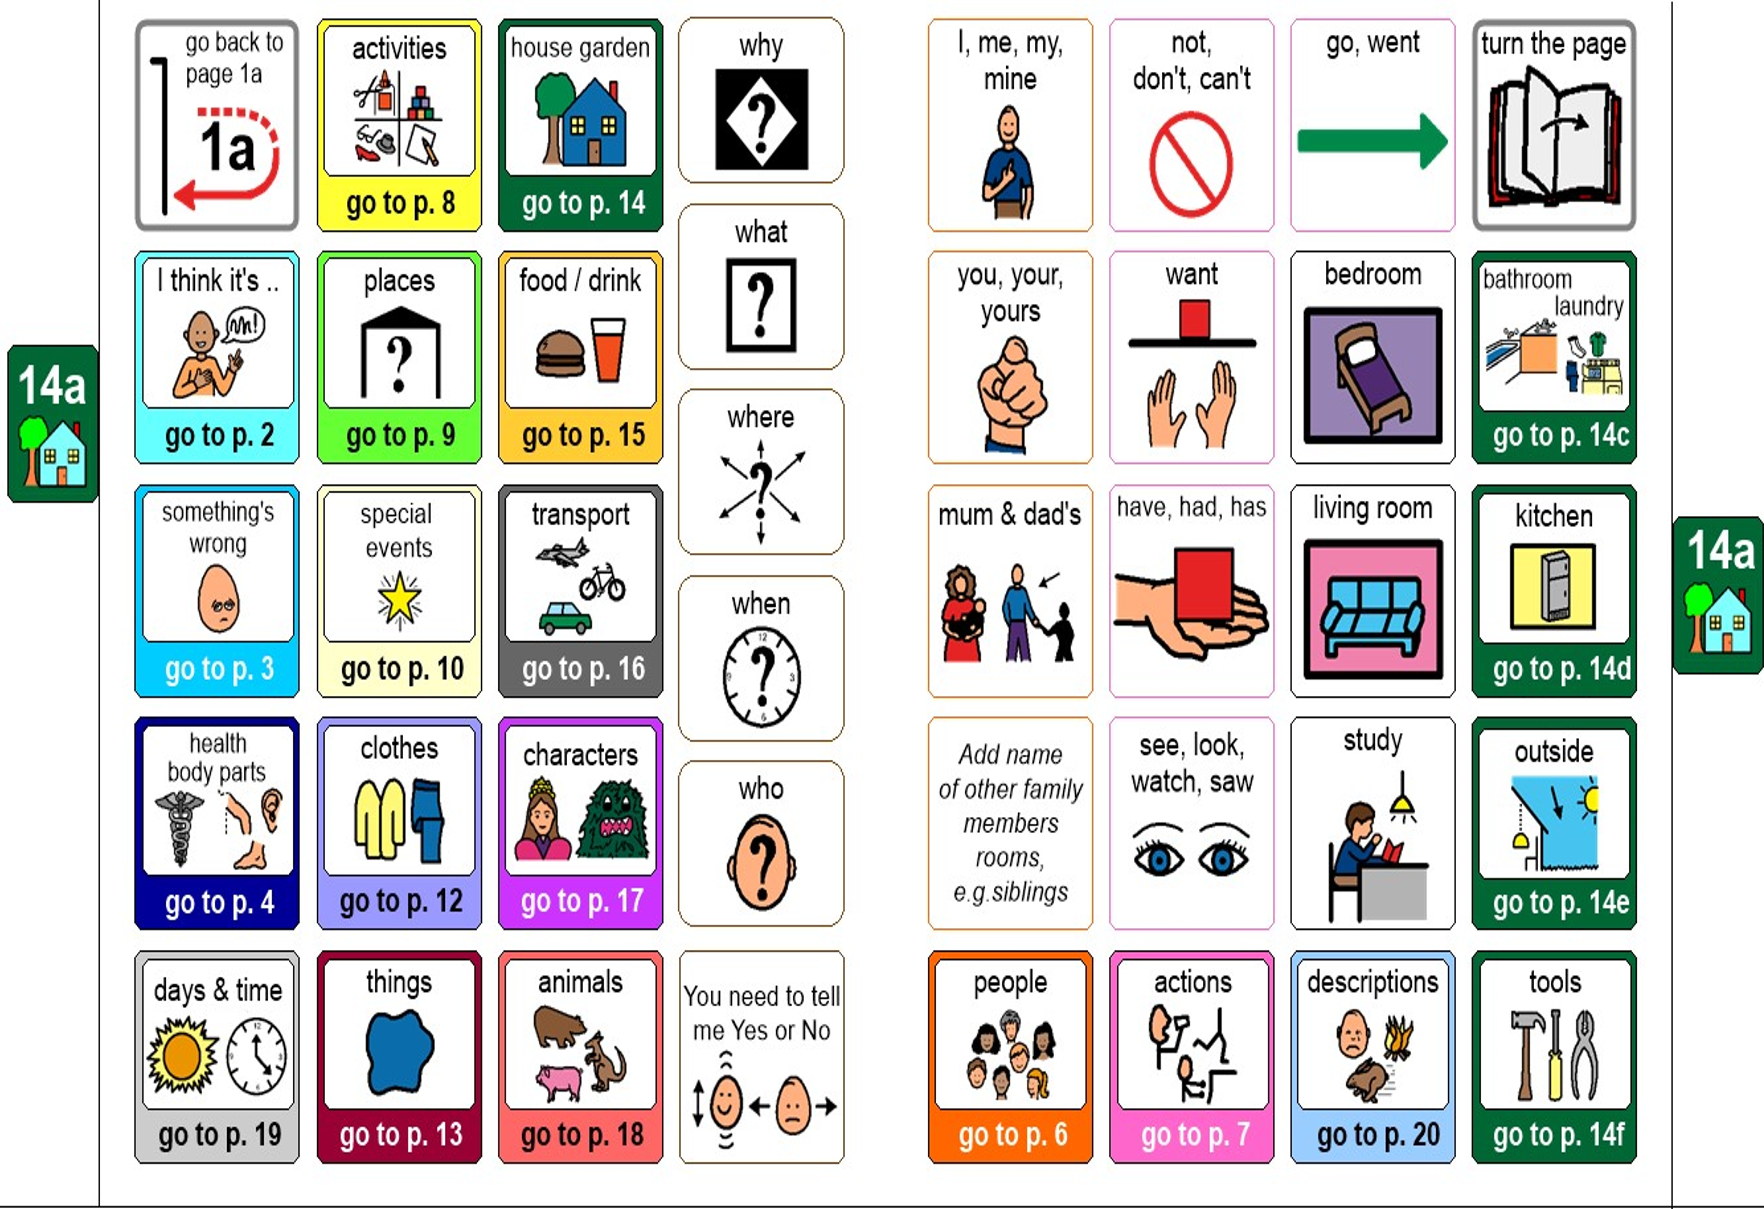 14a
go back to
page 1a
1a
activities
go to p. 8
house garden
go to p. 14
why
?
I think it's ..
go to p. 2
places
?
go to p. 9
food / drink
go to p. 15
what
?
something's
wrong
go to p. 3
special
events
go to p. 10
transport
go to p. 16
where
?
when
12
?
9
3
6
health
body parts
go to p. 4
clothes
go to p. 12
characters
go to p. 17
who
?
days & time
go to p. 19
things
go to p. 13
animals
go to p. 18
You need to tell
me Yes or No
I, me, my,
mine
not,
don't, can't
go, went
turn the page
you, your,
yours
want
bedroom
bathroom
laundry
go to p. 14c
mum & dad's
have, had, has
living room
kitchen
go to p. 14d
Add name
of other family
members
rooms,
e.g.siblings
see, look,
watch, saw
study
outside
go to p. 14e
people
go to p. 6
actions
go to p. 7
descriptions
go to p. 20
tools
go to p. 14f
14a